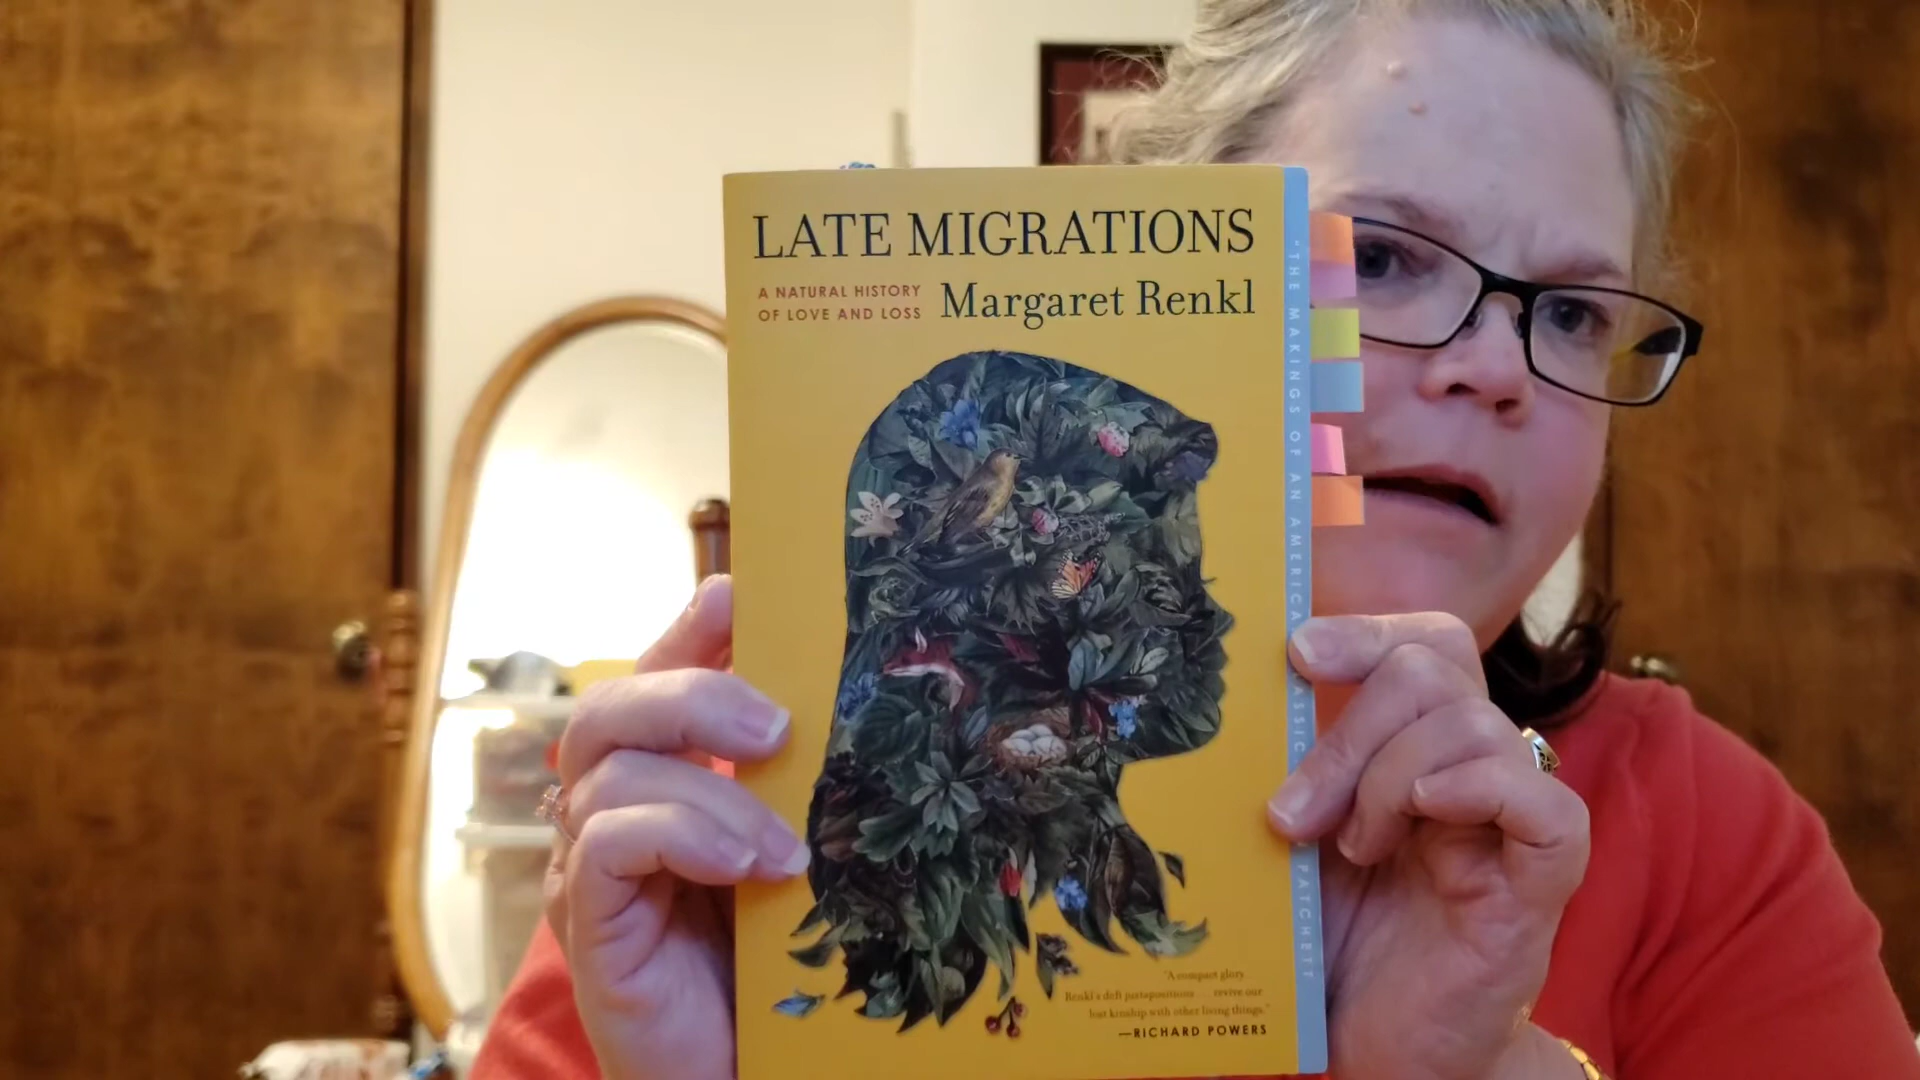 LATE MIGRATIONS
A NATURAL HISTORY
OF LOVE AND LOSS
Margaret Renkl
"A compact glory
Renkl's deft juxtapositions revive our
lost kinship with other living things."
—RICHARD POWERS
"THE MAKINGS OF AN AMERICA ASSIC PATCHETT